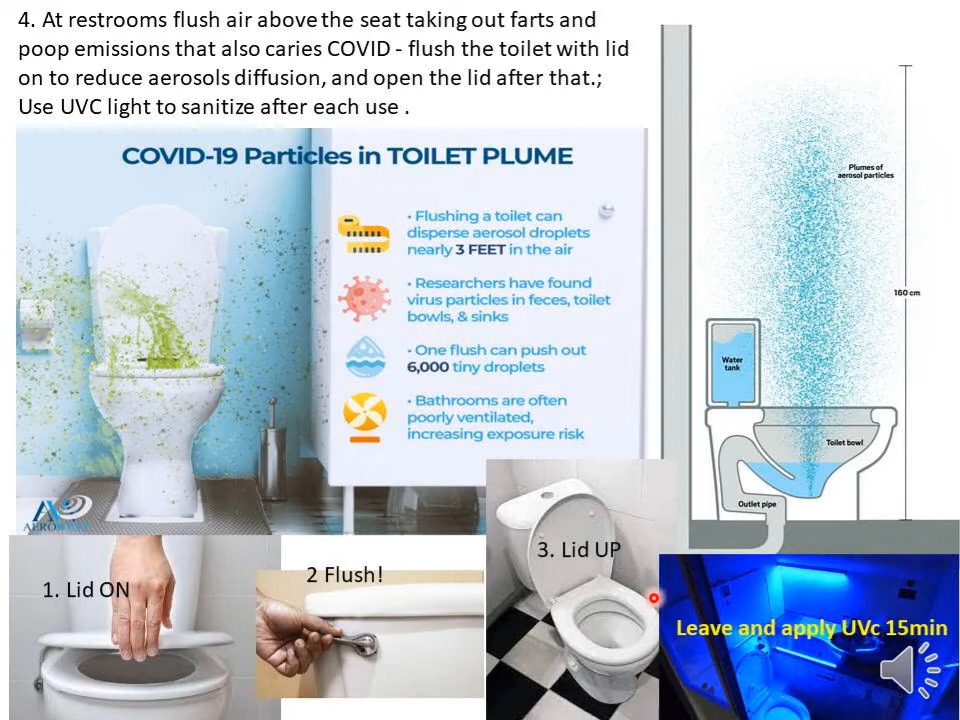 4. At restrooms flush air above the seat taking out farts and
poop emissions that also caries COVID - flush the toilet with lid
on to reduce aerosols diffusion, and open the lid after that.;
Use UVC light to sanitize after each use .
COVID-19 Particles in TOILET PLUME
• Flushing a toilet can
disperse aerosol droplets
nearly 3 FEET in the air
• Researchers have found
virus particles in feces, toilet
bowls, & sinks
• One flush can push out
6,000 tiny droplets
• Bathrooms are often
poorly ventilated,
increasing exposure risk
Plumes of
aerosol particles
160 cm
Water
tank
Toilet bowl
Outlet pipe
1. Lid ON
2 Flush!
3. Lid UP
Leave and apply UVc 15min